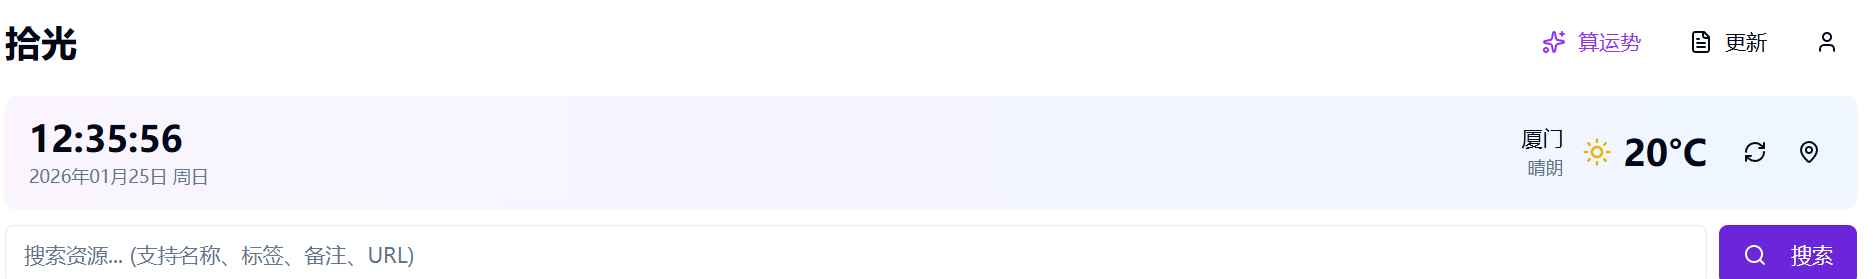 拾光
算运势
更新
12:35:56
2026年01月25日 周日
厦门
晴朗
20°C
搜索资源... (支持名称、标签、备注、URL)
搜索